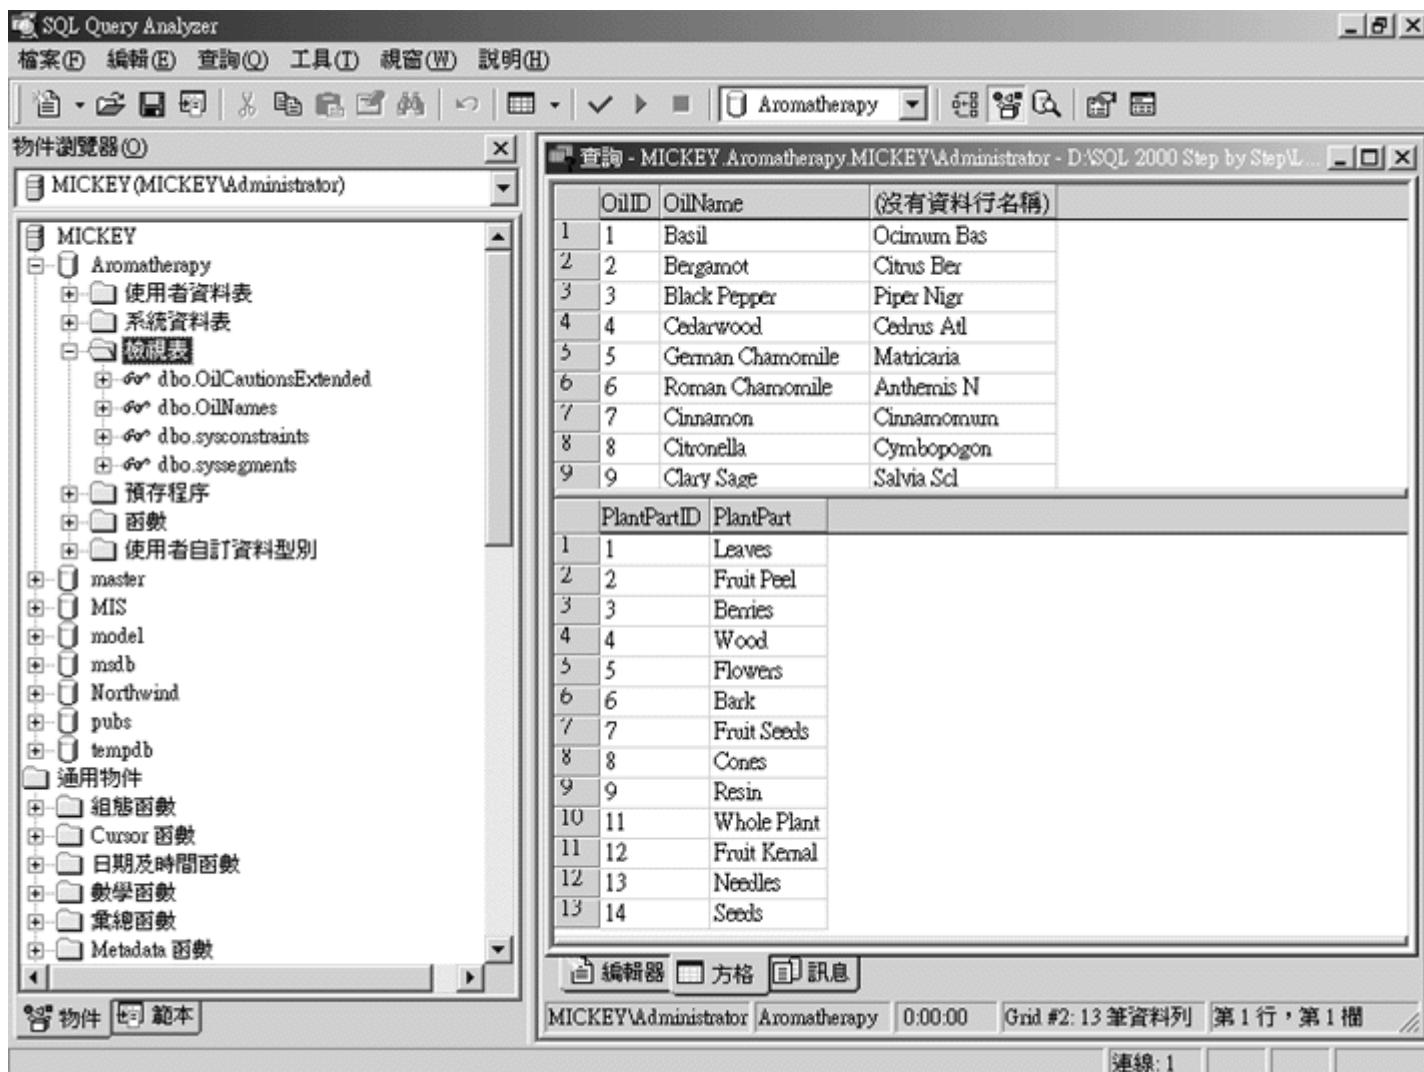 SQL Query Analyzer
檔案(F) 編輯(E) 查詢(Q) 工具(T) 視窗(W) 說明(H)
Aromatherapy
物件瀏覽器(O)
MICKEY(MICKEY\Administrator)
MICKEY
Aromatherapy
使用者資料表
系統資料表
檢視表
dbo.OilCautionsExtended
dbo.OilNames
dbo.sysconstraints
dbo.syssegments
預存程序
函數
使用者自訂資料型別
master
MIS
model
msdb
Northwind
pubs
tempdb
通用物件
組態函數
Cursor 函數
日期及時間函數
數學函數
彙總函數
Metadata 函數
物件 範本
查詢 - MICKEY.Aromatherapy.MICKEY\Administrator - D:\SQL 2000 Step by Step\L...
OilID OilName (沒有資料行名稱)
1 1 Basil Ocimum Bas
2 2 Bergamot Citrus Ber
3 3 Black Pepper Piper Nigr
4 4 Cedarwood Cedrus Atl
5 5 German Chamomile Matricaria
6 6 Roman Chamomile Anthemis N
7 7 Cinnamon Cinnamomum
8 8 Citronella Cymbopogon
9 9 Clary Sage Salvia Scl
PlantPartID PlantPart
1 1 Leaves
2 2 Fruit Peel
3 3 Berries
4 4 Wood
5 5 Flowers
6 6 Bark
7 7 Fruit Seeds
8 8 Cones
9 9 Resin
10 11 Whole Plant
11 12 Fruit Kernal
12 13 Needles
13 14 Seeds
編輯器 方格 訊息
MICKEY\Administrator Aromatherapy 0:00:00 Grid #2: 13 筆資料列 第 1 行，第 1 欄
連線: 1